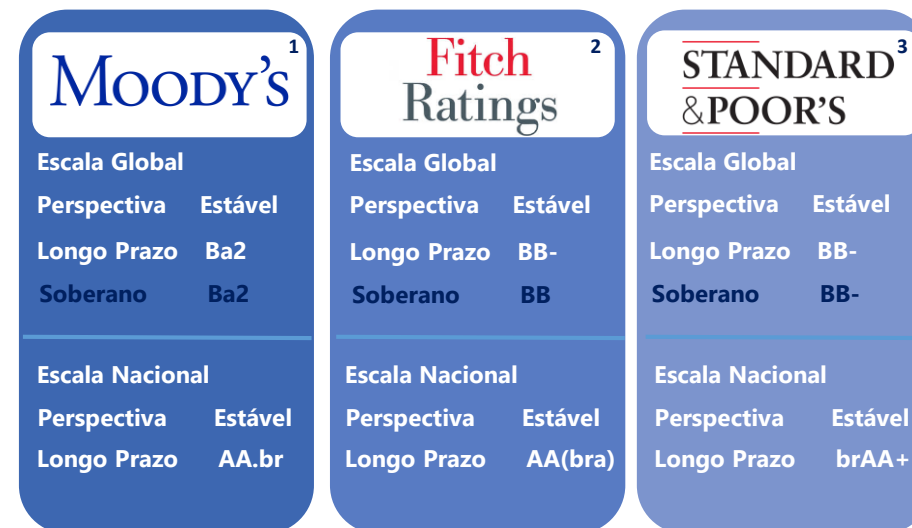 MOODY'S 1
Escala Global
Perspectiva Estável
Longo Prazo Ba2
Soberano Ba2
Escala Nacional
Perspectiva Estável
Longo Prazo AA.br
Fitch 2
Ratings
Escala Global
Perspectiva Estável
Longo Prazo BB-
Soberano BB
Escala Nacional
Perspectiva Estável
Longo Prazo AA(bra)
STANDARD 3
&POOR'S
Escala Global
Perspectiva Estável
Longo Prazo BB-
Soberano BB-
Escala Nacional
Perspectiva Estável
Longo Prazo brAA+